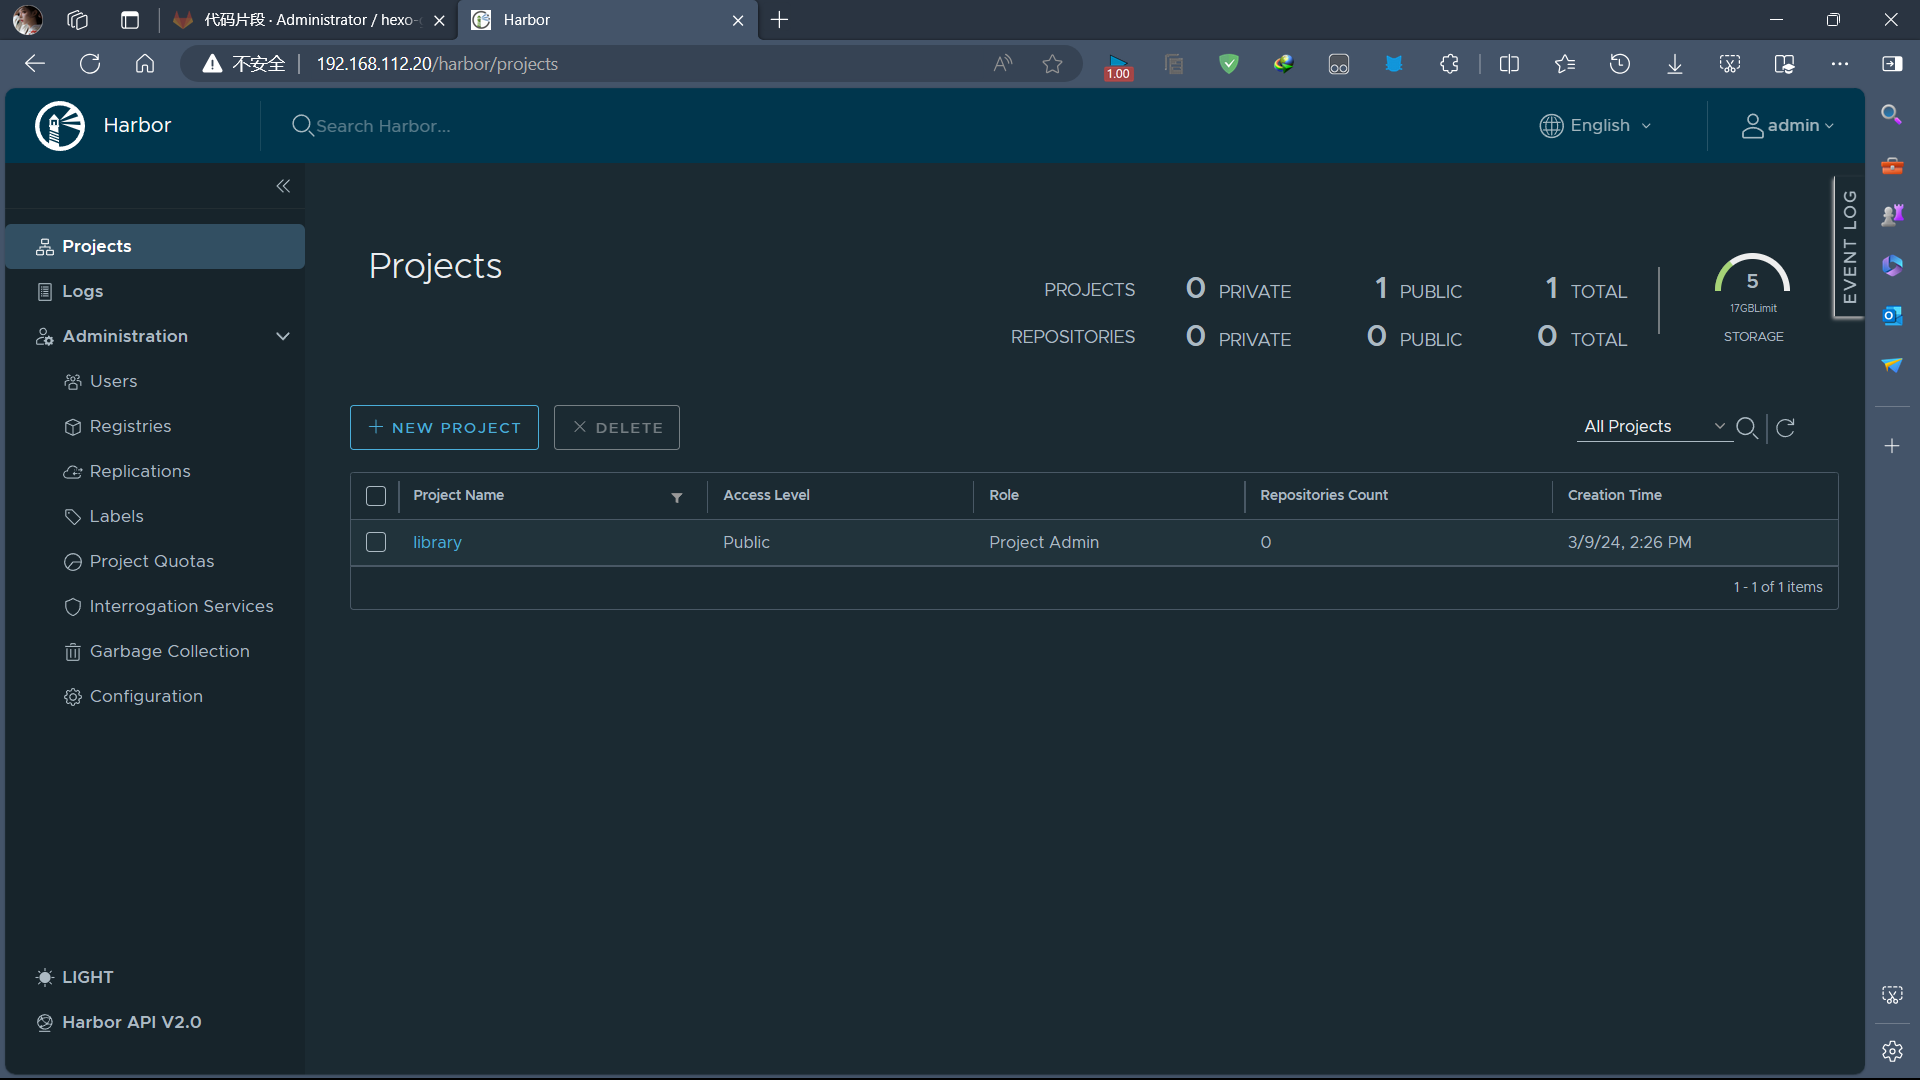 代码片段 · Administrator / hexo-
Harbor
不安全
192.168.112.20/harbor/projects
1.00
Harbor
Search Harbor...
English
admin
EVENT LOG
Projects
Logs
Administration
Users
Registries
Replications
Labels
Project Quotas
Interrogation Services
Garbage Collection
Configuration
LIGHT
Harbor API V2.0
Projects
PROJECTS 0 PRIVATE 1 PUBLIC 1 TOTAL
REPOSITORIES 0 PRIVATE 0 PUBLIC 0 TOTAL
5
17GBLimit
STORAGE
+ NEW PROJECT
× DELETE
All Projects
Project Name Access Level Role Repositories Count Creation Time
library Public Project Admin 0 3/9/24, 2:26 PM
1 - 1 of 1 items